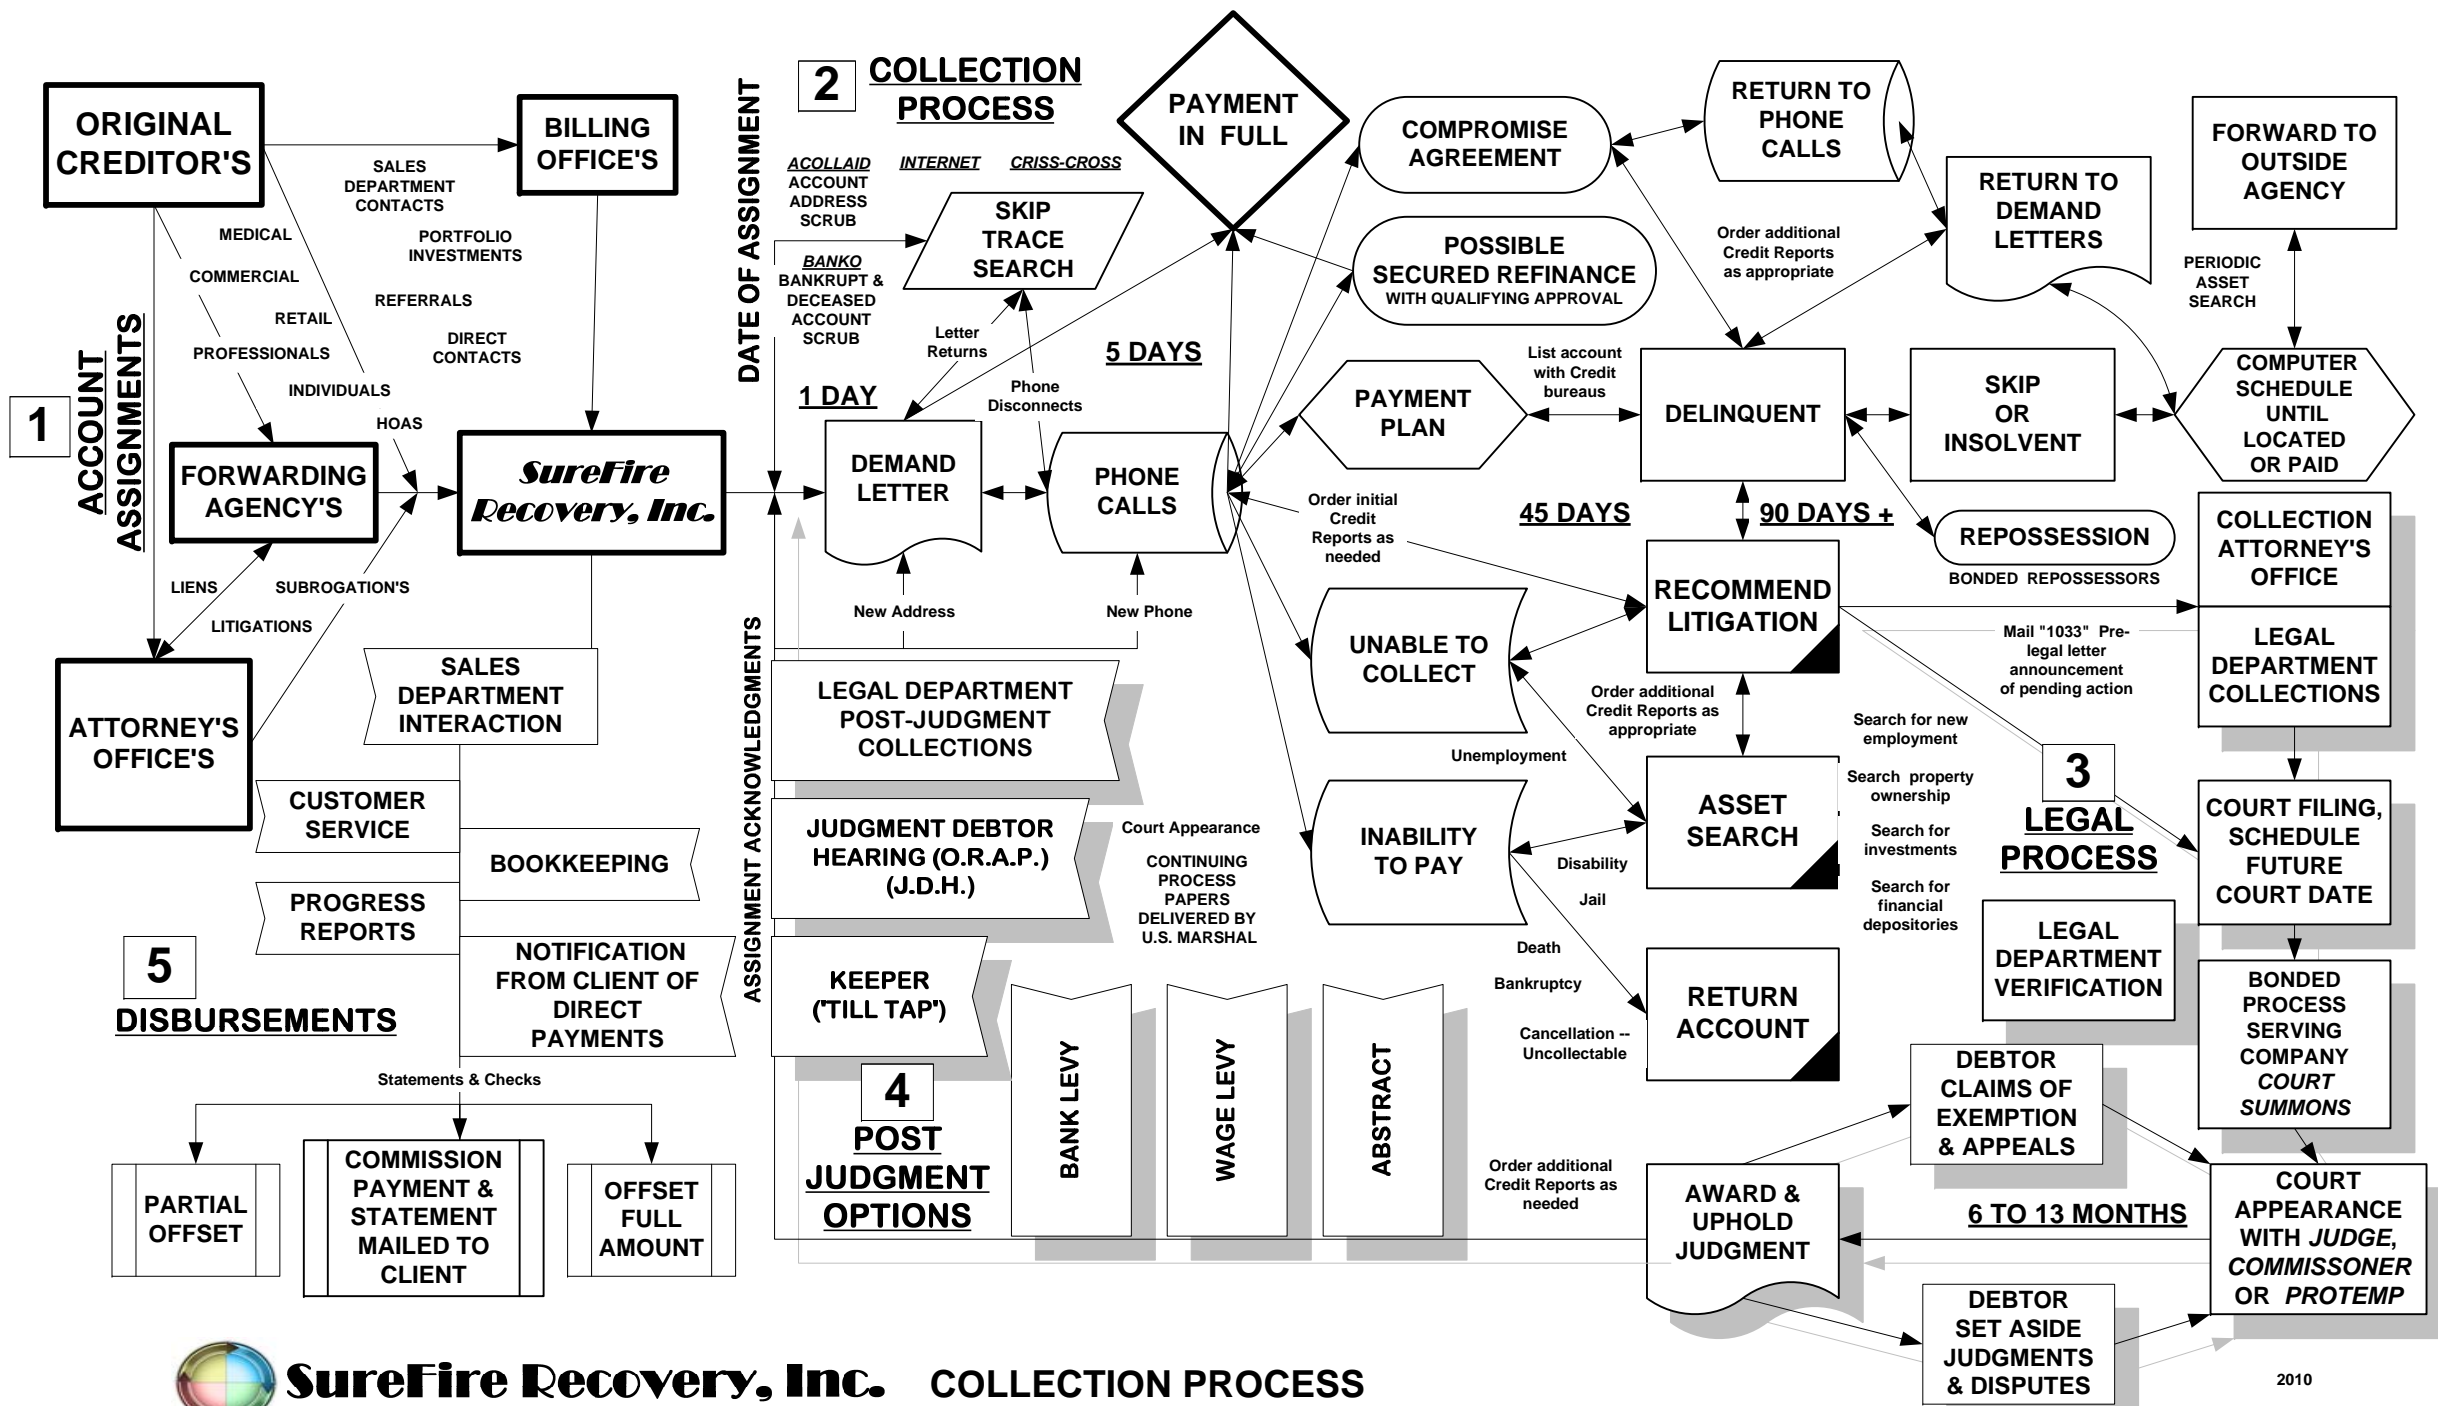 1
ACCOUNT
ASSIGNMENTS
ORIGINAL
CREDITOR'S
BILLING
OFFICE'S
SALES
DEPARTMENT
CONTACTS
MEDICAL
PORTFOLIO
INVESTMENTS
COMMERCIAL
REFERRALS
RETAIL
DIRECT
CONTACTS
PROFESSIONALS
INDIVIDUALS
HOAS
FORWARDING
AGENCY'S
SureFire
Recovery, Inc.
LIENS
SUBROGATION'S
LITIGATIONS
ATTORNEY'S
OFFICE'S
2
COLLECTION
PROCESS
DATE OF ASSIGNMENT
ACOLLAID
ACCOUNT
ADDRESS
SCRUB
INTERNET
CRISS-CROSS
BANKO
BANKRUPT &
DECEASED
ACCOUNT
SCRUB
SKIP
TRACE
SEARCH
PAYMENT
IN FULL
Letter
Returns
5 DAYS
Phone
Disconnects
1 DAY
DEMAND
LETTER
PHONE
CALLS
New Address
New Phone
COMPROMISE
AGREEMENT
POSSIBLE
SECURED REFINANCE
WITH QUALIFYING APPROVAL
PAYMENT
PLAN
List account
with Credit
bureaus
RETURN TO
PHONE
CALLS
RETURN TO
DEMAND
LETTERS
Order additional
Credit Reports
as appropriate
FORWARD TO
OUTSIDE
AGENCY
PERIODIC
ASSET
SEARCH
DELINQUENT
SKIP
OR
INSOLVENT
COMPUTER
SCHEDULE
UNTIL
LOCATED
OR PAID
Order initial
Credit
Reports as
needed
45 DAYS
90 DAYS +
REPOSSESSION
BONDED REPOSSESSORS
RECOMMEND
LITIGATION
UNABLE TO
COLLECT
Order additional
Credit Reports as
appropriate
Unemployment
INABILITY
TO PAY
ASSET
SEARCH
Disability
Jail
Death
Bankruptcy
Cancellation --
Uncollectable
RETURN
ACCOUNT
Search for new
employment
Search property
ownership
Search for
investments
Search for
financial
depositories
3
LEGAL
PROCESS
COLLECTION
ATTORNEY'S
OFFICE
Mail "1033" Pre-
legal letter
announcement
of pending action
LEGAL
DEPARTMENT
COLLECTIONS
COURT FILING,
SCHEDULE
FUTURE
COURT DATE
LEGAL
DEPARTMENT
VERIFICATION
BONDED
PROCESS
SERVING
COMPANY
COURT
SUMMONS
DEBTOR
CLAIMS OF
EXEMPTION
& APPEALS
COURT
APPEARANCE
WITH JUDGE,
COMMISSONER
OR PROTEMP
6 TO 13 MONTHS
AWARD &
UPHOLD
JUDGMENT
DEBTOR
SET ASIDE
JUDGMENTS
& DISPUTES
Order additional
Credit Reports as
needed
ASSIGNMENT ACKNOWLEDGMENTS
LEGAL DEPARTMENT
POST-JUDGMENT
COLLECTIONS
JUDGMENT DEBTOR
HEARING (O.R.A.P.)
(J.D.H.)
Court Appearance
CONTINUING
PROCESS
PAPERS
DELIVERED BY
U.S. MARSHAL
KEEPER
('TILL TAP')
4
POST
JUDGMENT
OPTIONS
BANK LEVY
WAGE LEVY
ABSTRACT
SALES
DEPARTMENT
INTERACTION
CUSTOMER
SERVICE
BOOKKEEPING
PROGRESS
REPORTS
NOTIFICATION
FROM CLIENT OF
DIRECT
PAYMENTS
5
DISBURSEMENTS
Statements & Checks
PARTIAL
OFFSET
COMMISSION
PAYMENT &
STATEMENT
MAILED TO
CLIENT
OFFSET
FULL
AMOUNT
SureFire Recovery, Inc. COLLECTION PROCESS
2010